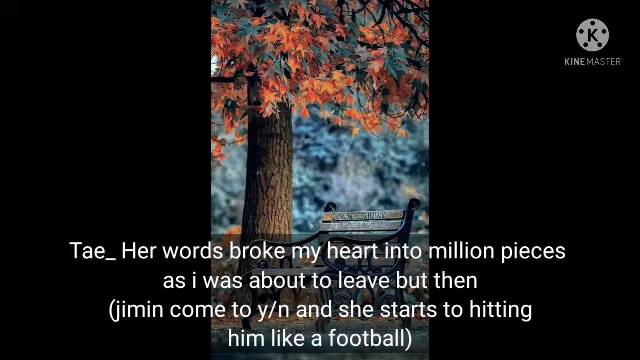 K
KINEMASTER
Tae_ Her words broke my heart into million pieces
as i was about to leave but then
(jimin come to y/n and she starts to hitting
him like a football)